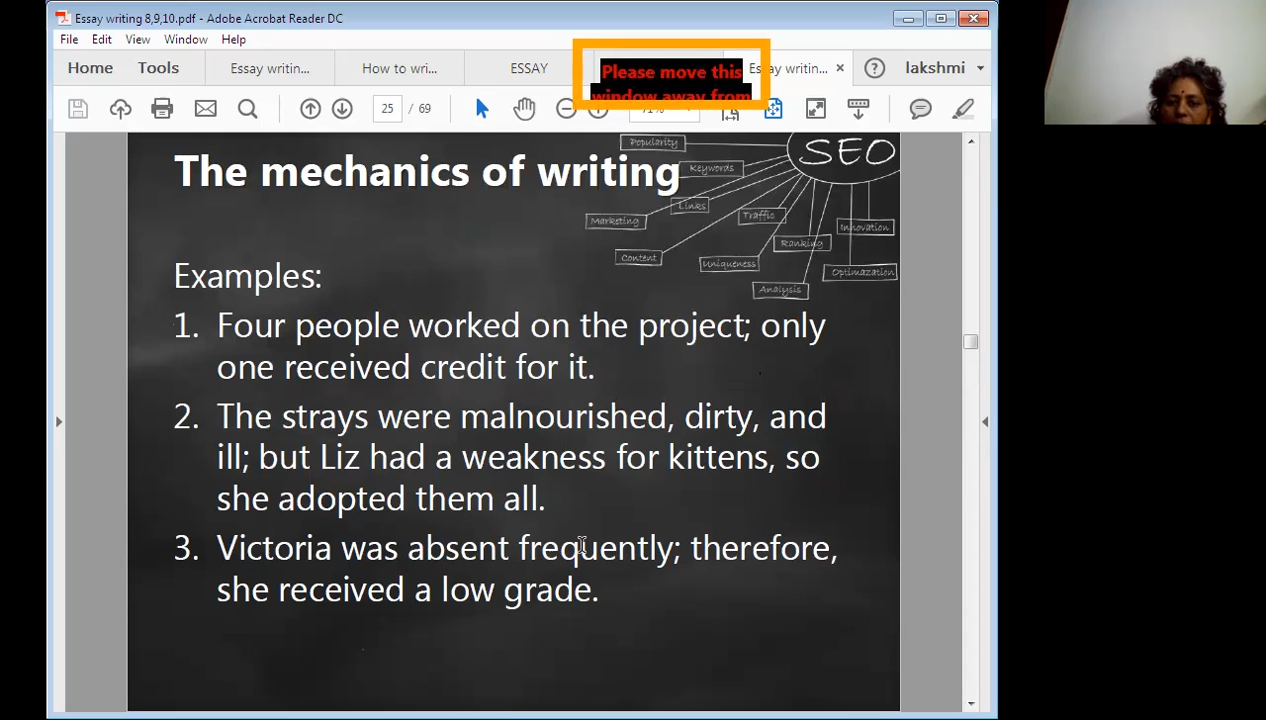 Essay writing 8,9,10.pdf - Adobe Acrobat Reader DC
File Edit View Window Help
Home Tools Essay writin... How to wri... ESSAY Essay writin... × lakshmi
Please move this
window away from
25 / 69
71%
The mechanics of writing
SEO
Popularity
Keywords
Links
Marketing
Traffic
Innovation
Ranking
Content
Uniqueness
Optimazation
Analysis
Examples:
1. Four people worked on the project; only
one received credit for it.
2. The strays were malnourished, dirty, and
ill; but Liz had a weakness for kittens, so
she adopted them all.
3. Victoria was absent frequently; therefore,
she received a low grade.